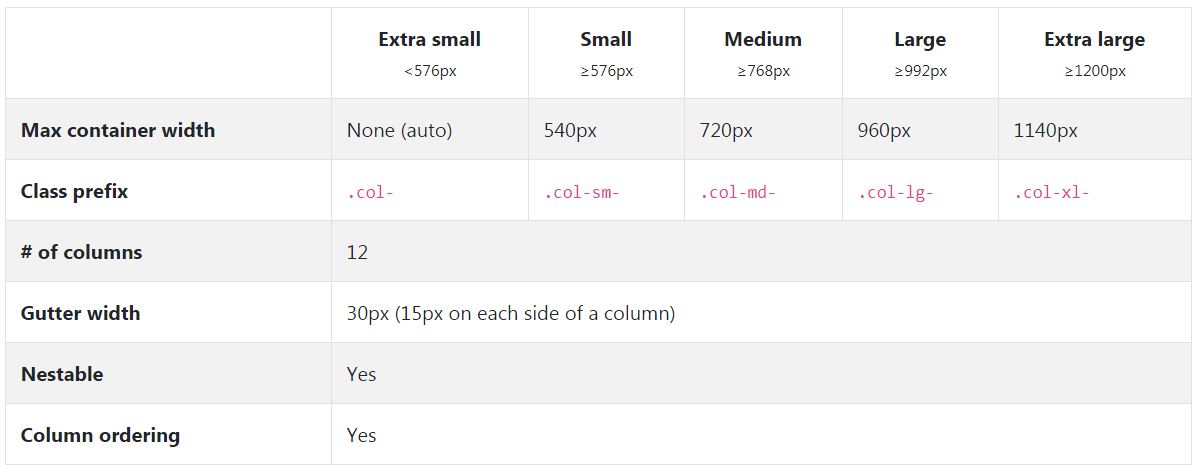 Extra small Small Medium Large Extra large
<576px ≥576px ≥768px ≥992px ≥1200px
Max container width None (auto) 540px 720px 960px 1140px
Class prefix .col- .col-sm- .col-md- .col-lg- .col-xl-
# of columns 12
Gutter width 30px (15px on each side of a column)
Nestable Yes
Column ordering Yes